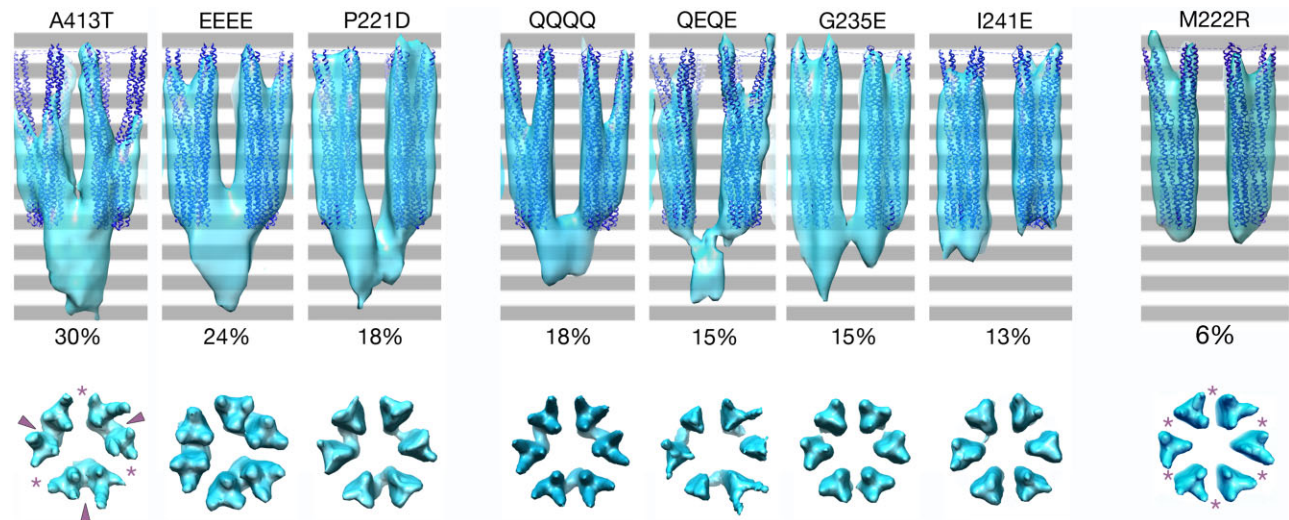 A413T EEEE P221D QQQQ QEQE G235E I241E M222R
30% 24% 18% 18% 15% 15% 13% 6%
* * * * * * * * *